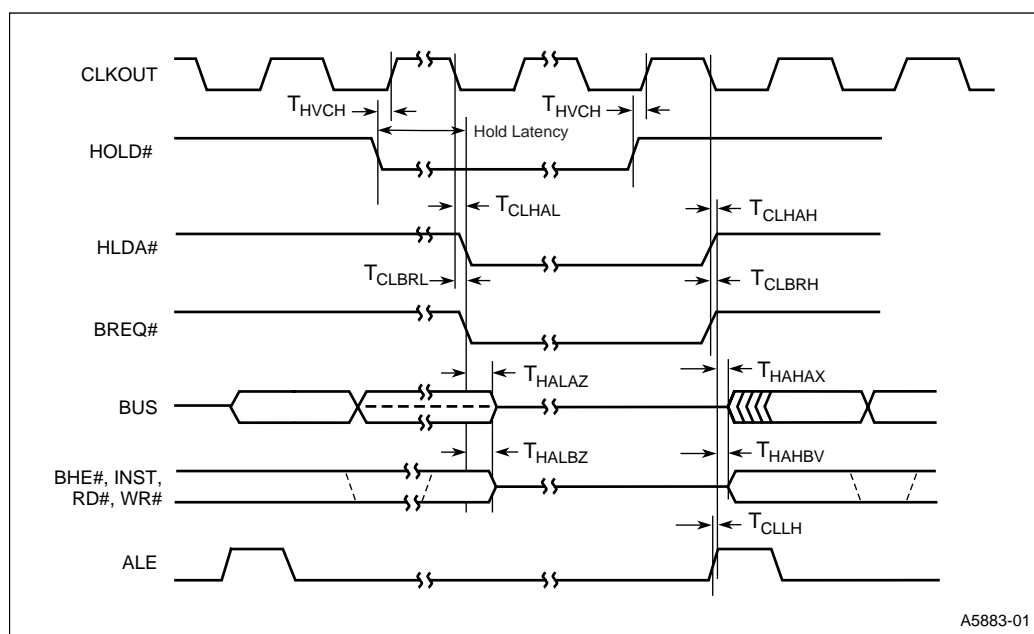 CLKOUT
T_HVCH
T_HVCH
Hold Latency
HOLD#
T_CLHAL
T_CLHAH
HLDA#
T_CLBRL
T_CLBRH
BREQ#
T_HALAZ
T_HAHAX
BUS
T_HALBZ
T_HAHBV
BHE#, INST,
RD#, WR#
T_CLLH
ALE
A5883-01